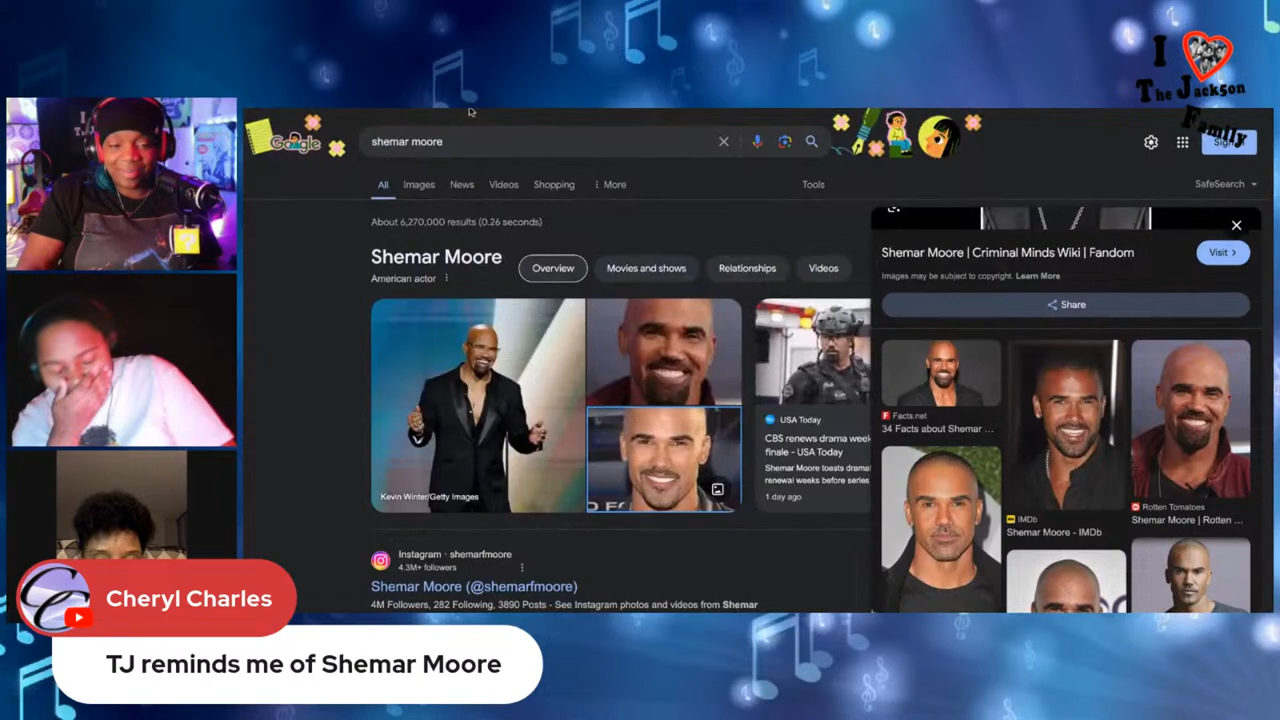 I
The Jackson
Family
Google
shemar moore
Sign
All
Images
News
Videos
Shopping
More
Tools
SafeSearch
About 6,270,000 results (0.26 seconds)
Shemar Moore
American actor
Overview
Movies and shows
Relationships
Videos
Kevin Winter/Getty Images
USA Today
CBS renews drama week
finale - USA Today
Shemar Moore toasts drama
renewal weeks before series
1 day ago
Instagram · shemarfmoore
4.3M+ followers
Shemar Moore (@shemarfmoore)
4M Followers, 282 Following, 3890 Posts - See Instagram photos and videos from Shemar
Shemar Moore | Criminal Minds Wiki | Fandom
Visit >
Images may be subject to copyright. Learn More
Share
Facts.net
34 Facts about Shemar ...
IMDb
Shemar Moore - IMDb
Rotten Tomatoes
Shemar Moore | Rotten ...
Cheryl Charles
TJ reminds me of Shemar Moore